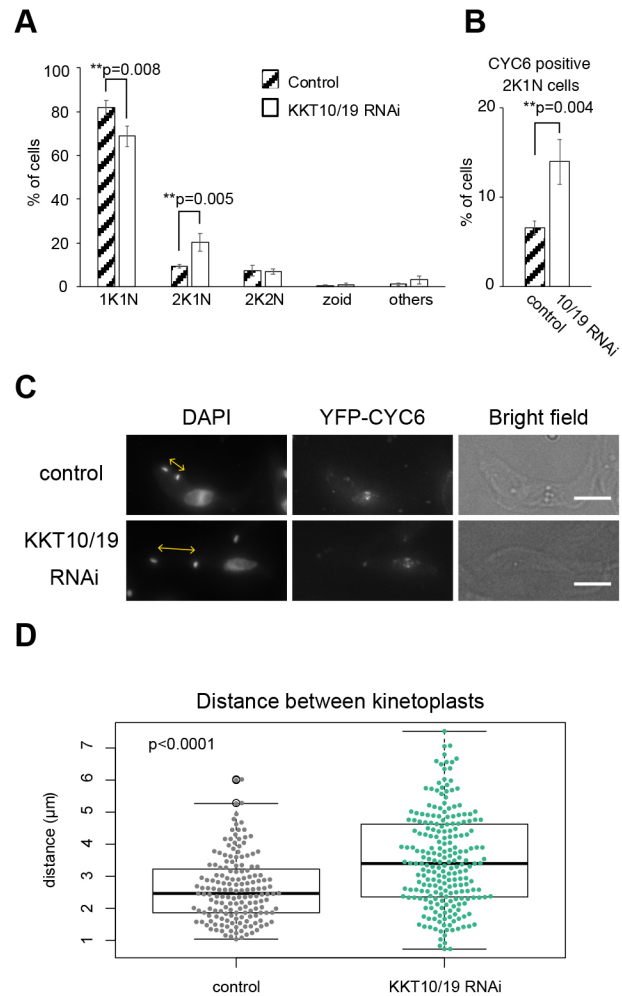 A
% of cells
100
80
60
40
20
0
**p=0.008
**p=0.005
Control
KKT10/19 RNAi
1K1N
2K1N
2K2N
zoid
others
B
CYC6 positive
2K1N cells
**p=0.004
% of cells
20
10
0
control
10/19 RNAi
C
DAPI
YFP-CYC6
Bright field
control
KKT10/19
RNAi
D
Distance between kinetoplasts
p<0.0001
distance (μm)
7
6
5
4
3
2
1
control
KKT10/19 RNAi